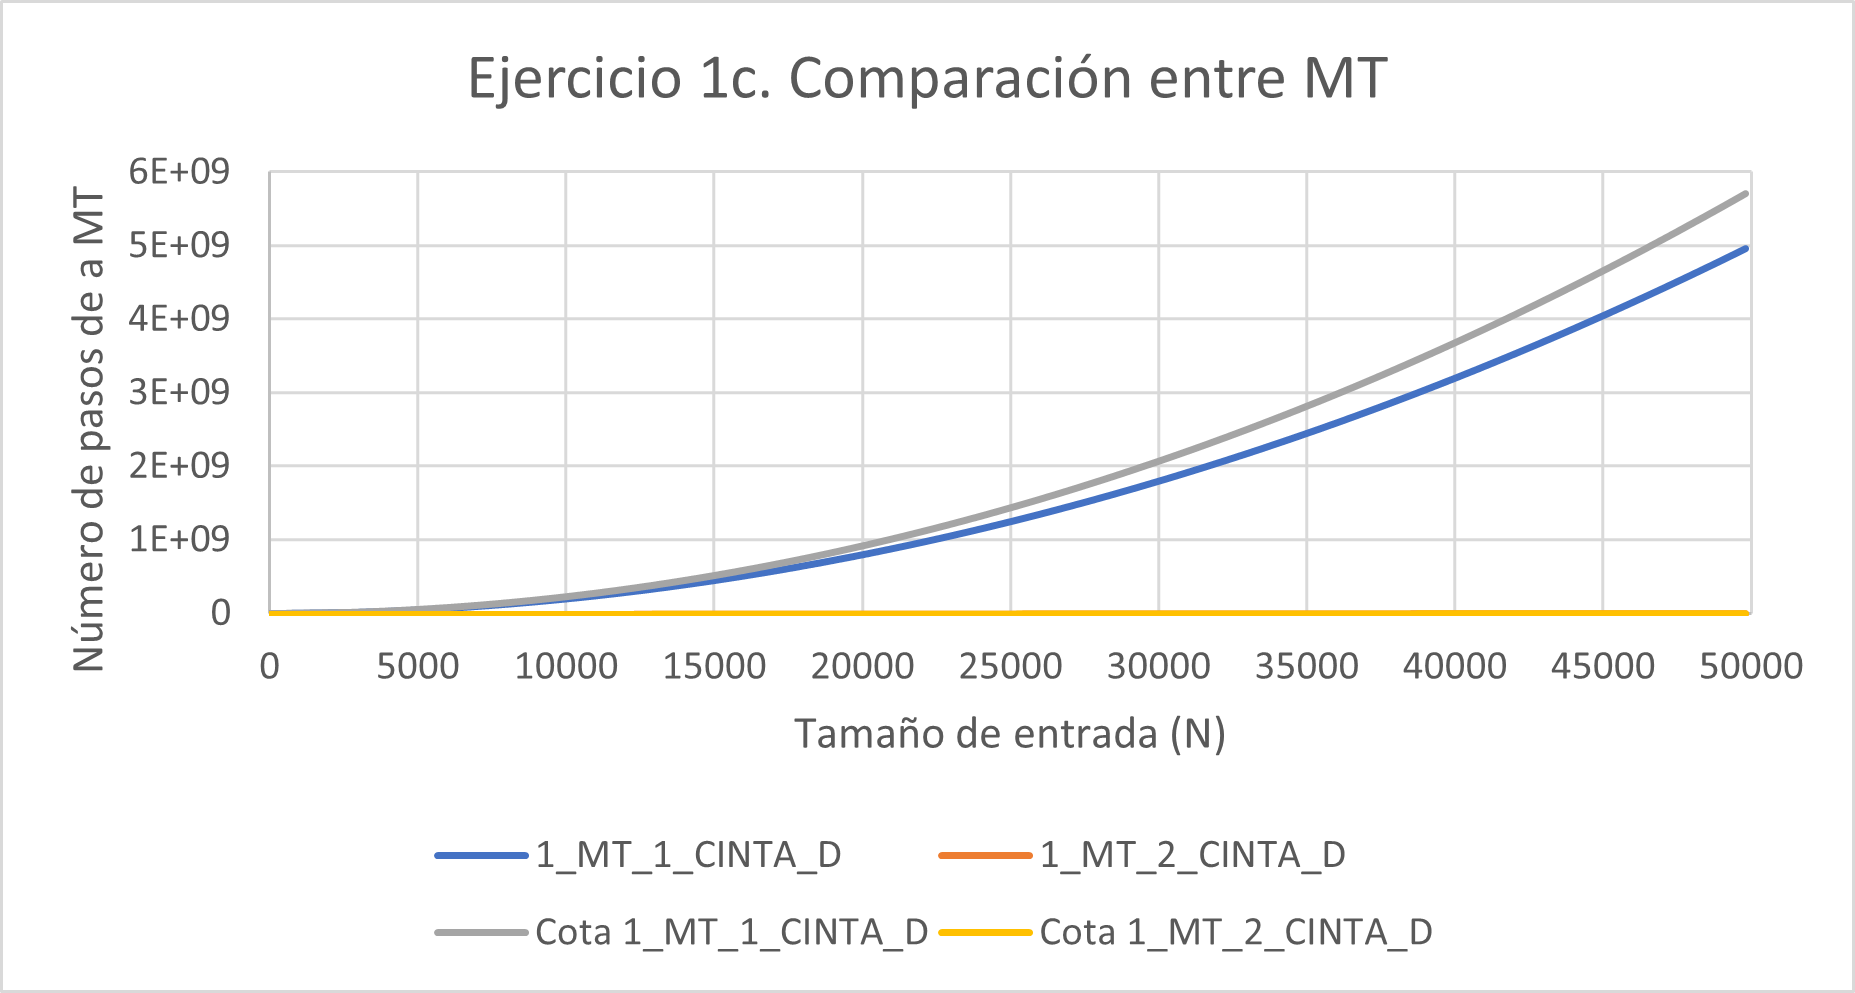 Ejercicio 1c. Comparación entre MT
Número de pasos de a MT
6E+09
5E+09
4E+09
3E+09
2E+09
1E+09
0
0 5000 10000 15000 20000 25000 30000 35000 40000 45000 50000
Tamaño de entrada (N)
1_MT_1_CINTA_D 1_MT_2_CINTA_D
Cota 1_MT_1_CINTA_D Cota 1_MT_2_CINTA_D